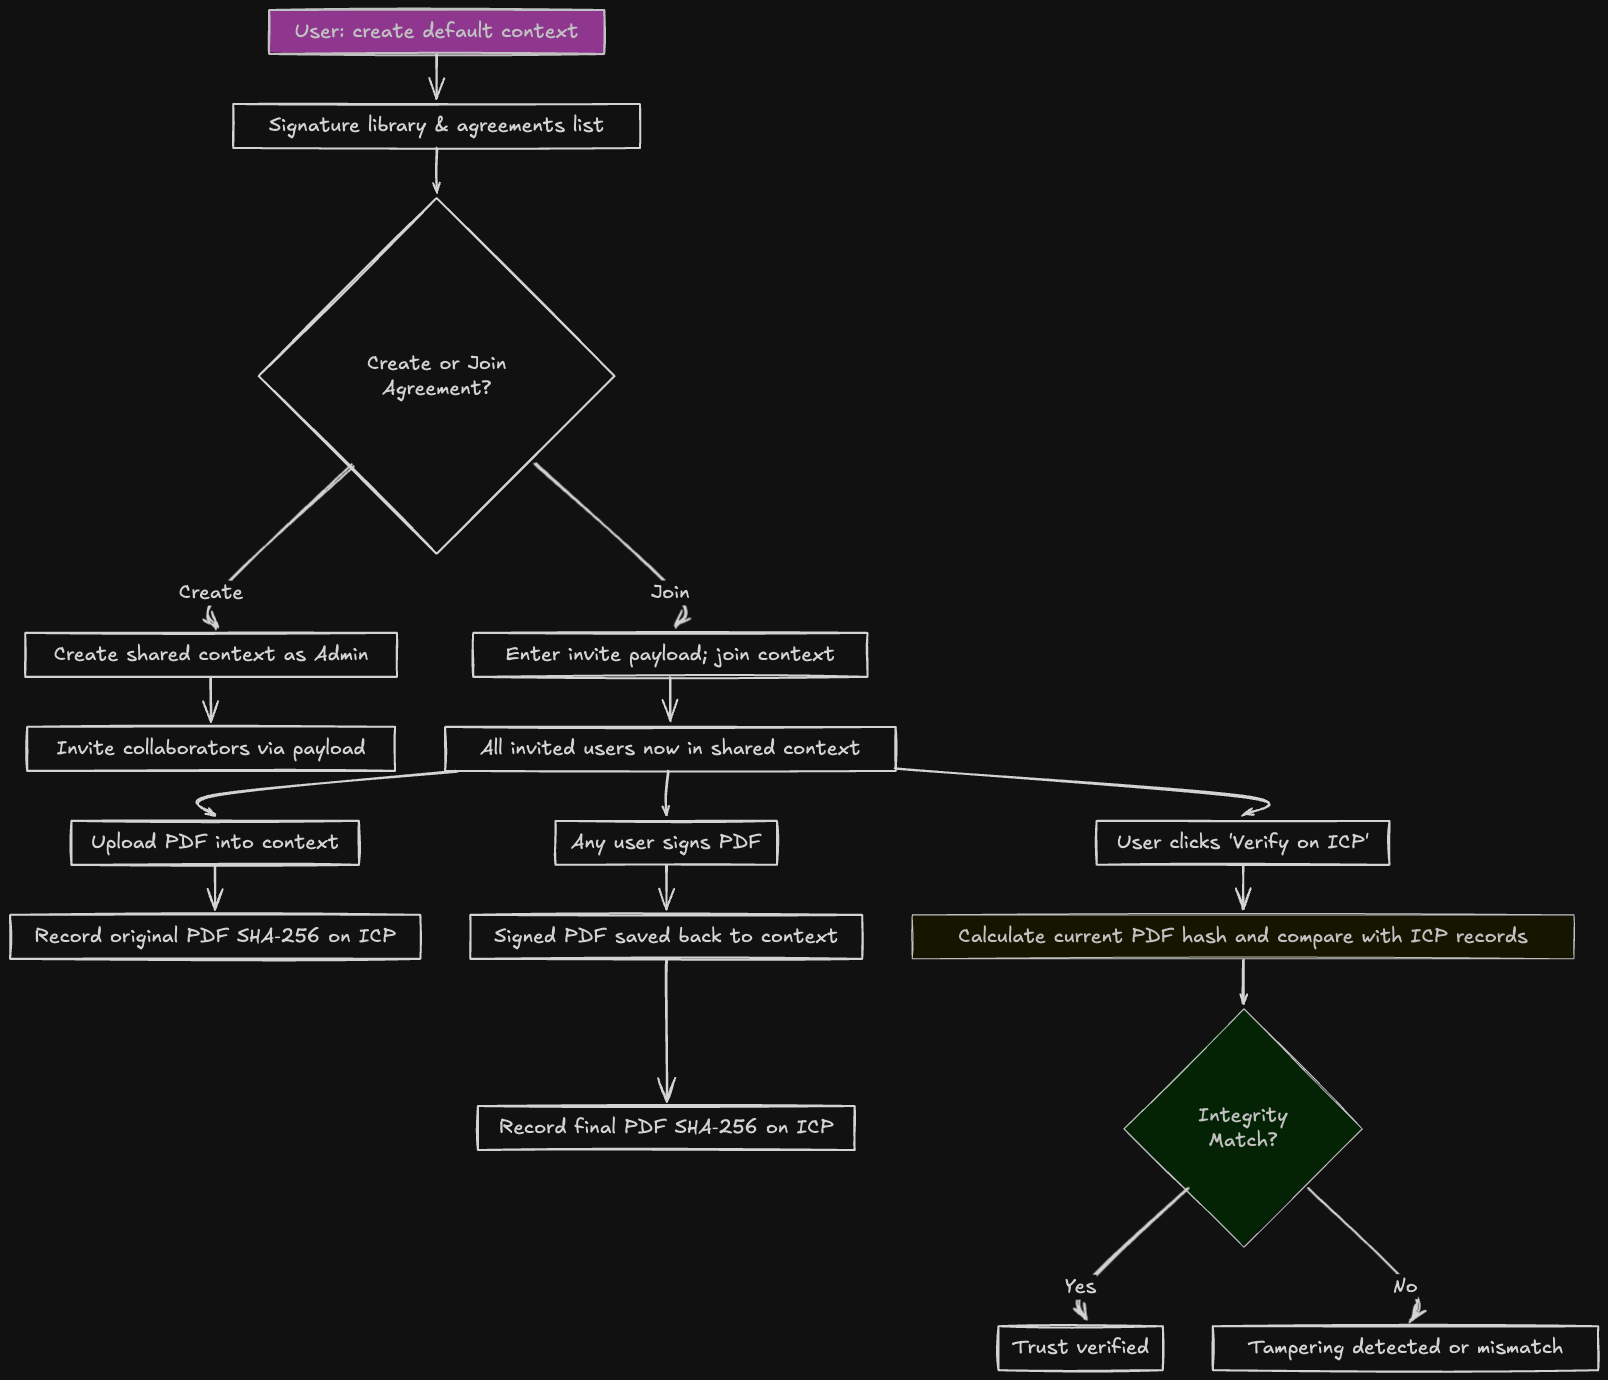 User: create default context
Signature library & agreements list
Create or Join
Agreement?
Create
Join
Create shared context as Admin
Enter invite payload; join context
Invite collaborators via payload
All invited users now in shared context
Upload PDF into context
Any user signs PDF
User clicks 'Verify on ICP'
Record original PDF SHA-256 on ICP
Signed PDF saved back to context
Calculate current PDF hash and compare with ICP records
Record final PDF SHA-256 on ICP
Integrity
Match?
Yes
No
Trust verified
Tampering detected or mismatch